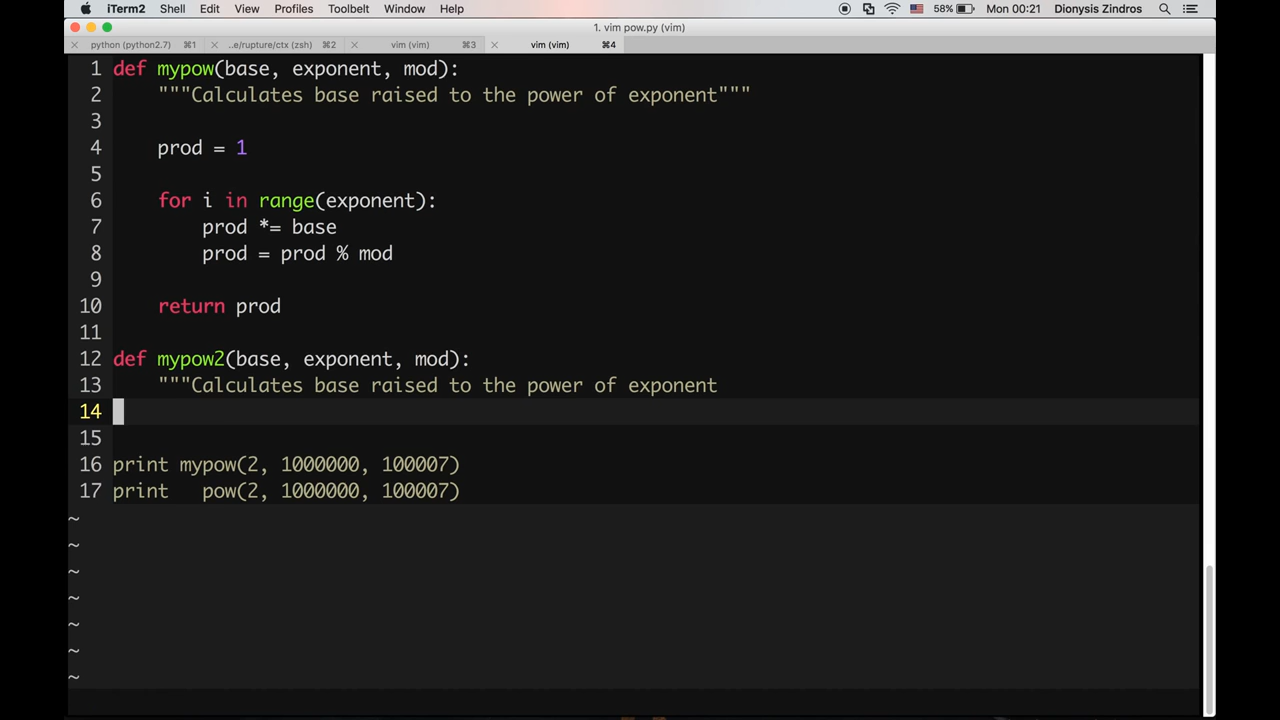 iTerm2 Shell Edit View Profiles Toolbelt Window Help 58% Mon 00:21 Dionysis Zindros
1. vim pow.py (vim)
python (python2.7) ⌘1 ..e/rupture/ctx (zsh) ⌘2 vim (vim) ⌘3 vim (vim) ⌘4
1 def mypow(base, exponent, mod):
2     """Calculates base raised to the power of exponent"""
3
4     prod = 1
5
6     for i in range(exponent):
7         prod *= base
8         prod = prod % mod
9
10     return prod
11
12 def mypow2(base, exponent, mod):
13     """Calculates base raised to the power of exponent
14
15
16 print mypow(2, 1000000, 100007)
17 print   pow(2, 1000000, 100007)
~
~
~
~
~
~
~